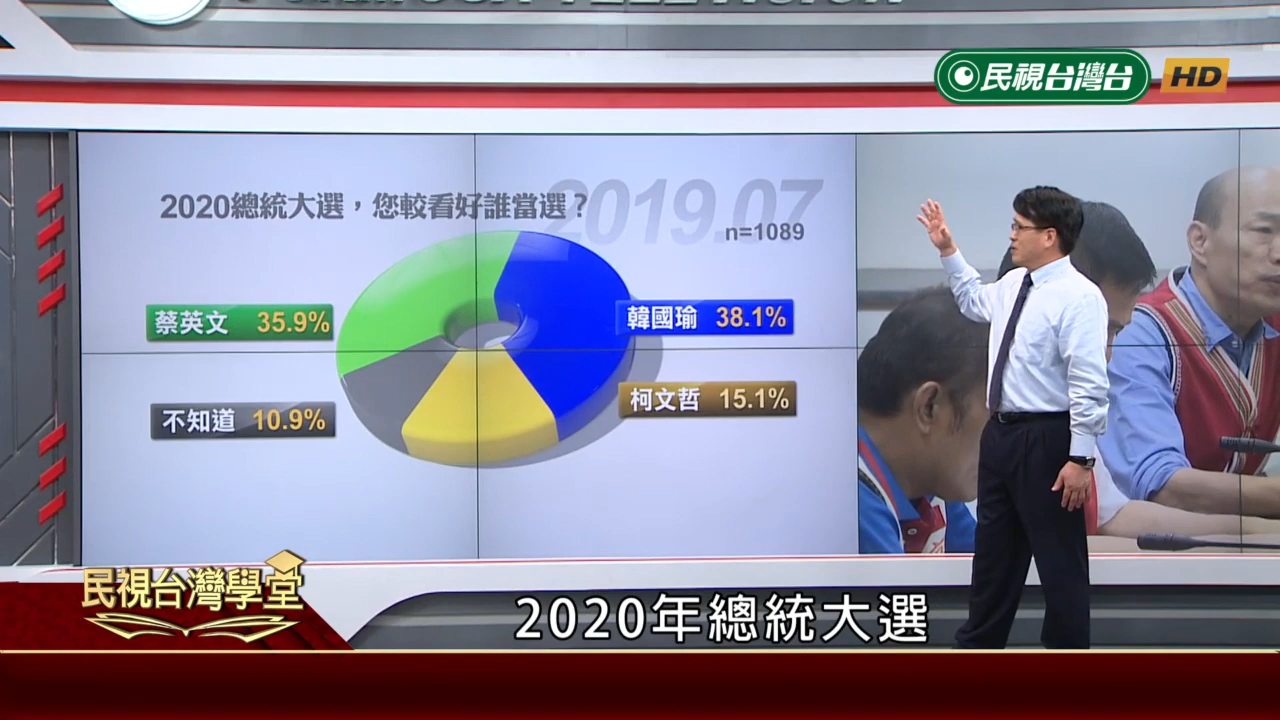 民視台灣台 HD
2019.07
2020總統大選，您較看好誰當選？
n=1089
蔡英文 35.9%
韓國瑜 38.1%
柯文哲 15.1%
不知道 10.9%
民視台灣學堂
2020年總統大選